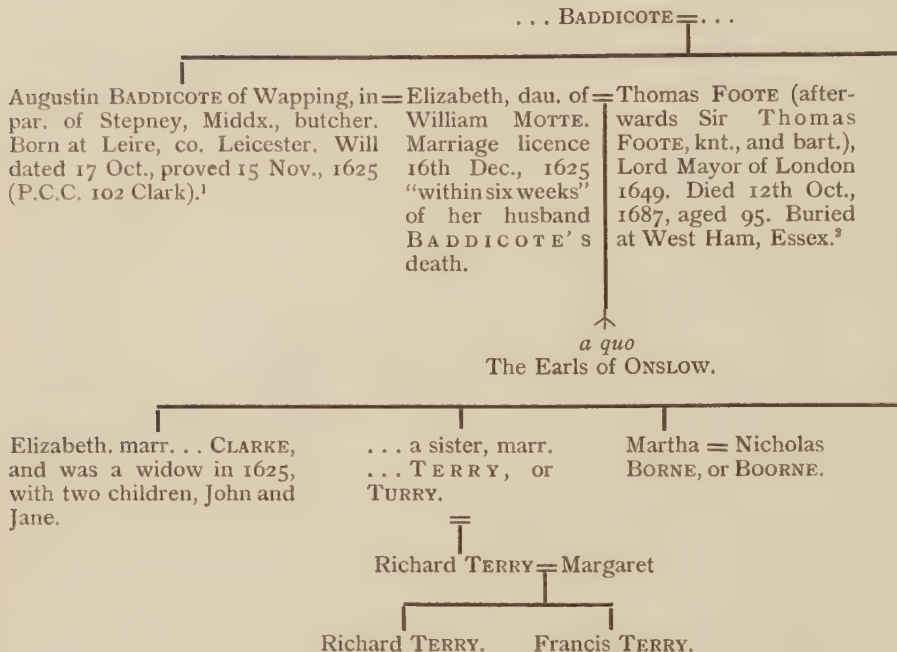 ... BADDICOTE = ...
Augustin BADDICOTE of Wapping, in
par. of Stepney, Middx., butcher.
Born at Leire, co. Leicester. Will
dated 17 Oct., proved 15 Nov., 1625
(P.C.C. 102 Clark).¹
= Elizabeth, dau. of
William MOTTE.
Marriage licence
16th Dec., 1625
"within six weeks"
of her husband
BADDICOTE'S
death.
= Thomas FOOTE (after-
wards Sir Thomas
FOOTE, knt., and bart.),
Lord Mayor of London
1649. Died 12th Oct.,
1687, aged 95. Buried
at West Ham, Essex.²
a quo
The Earls of ONSLOW.
Elizabeth. marr... CLARKE,
and was a widow in 1625,
with two children, John and
Jane.
... a sister, marr.
... TERRY, or
TURRY.
=
Martha = Nicholas
BORNE, or BOORNE.
Richard TERRY = Margaret
Richard TERRY. Francis TERRY.